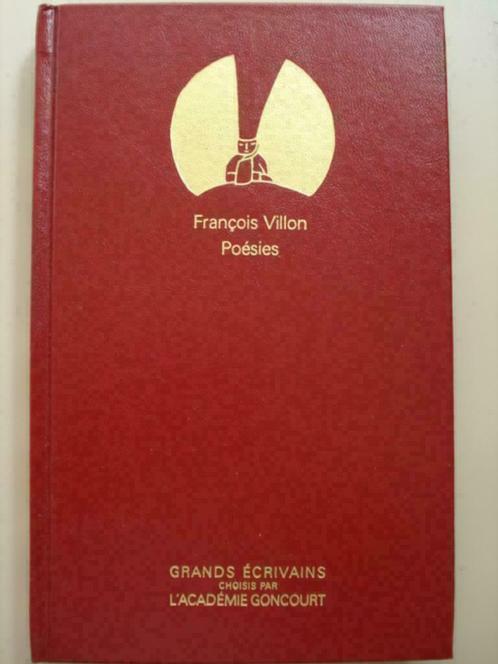 François Villon
Poésies
GRANDS ÉCRIVAINS
CHOISIS PAR
L'ACADÉMIE GONCOURT